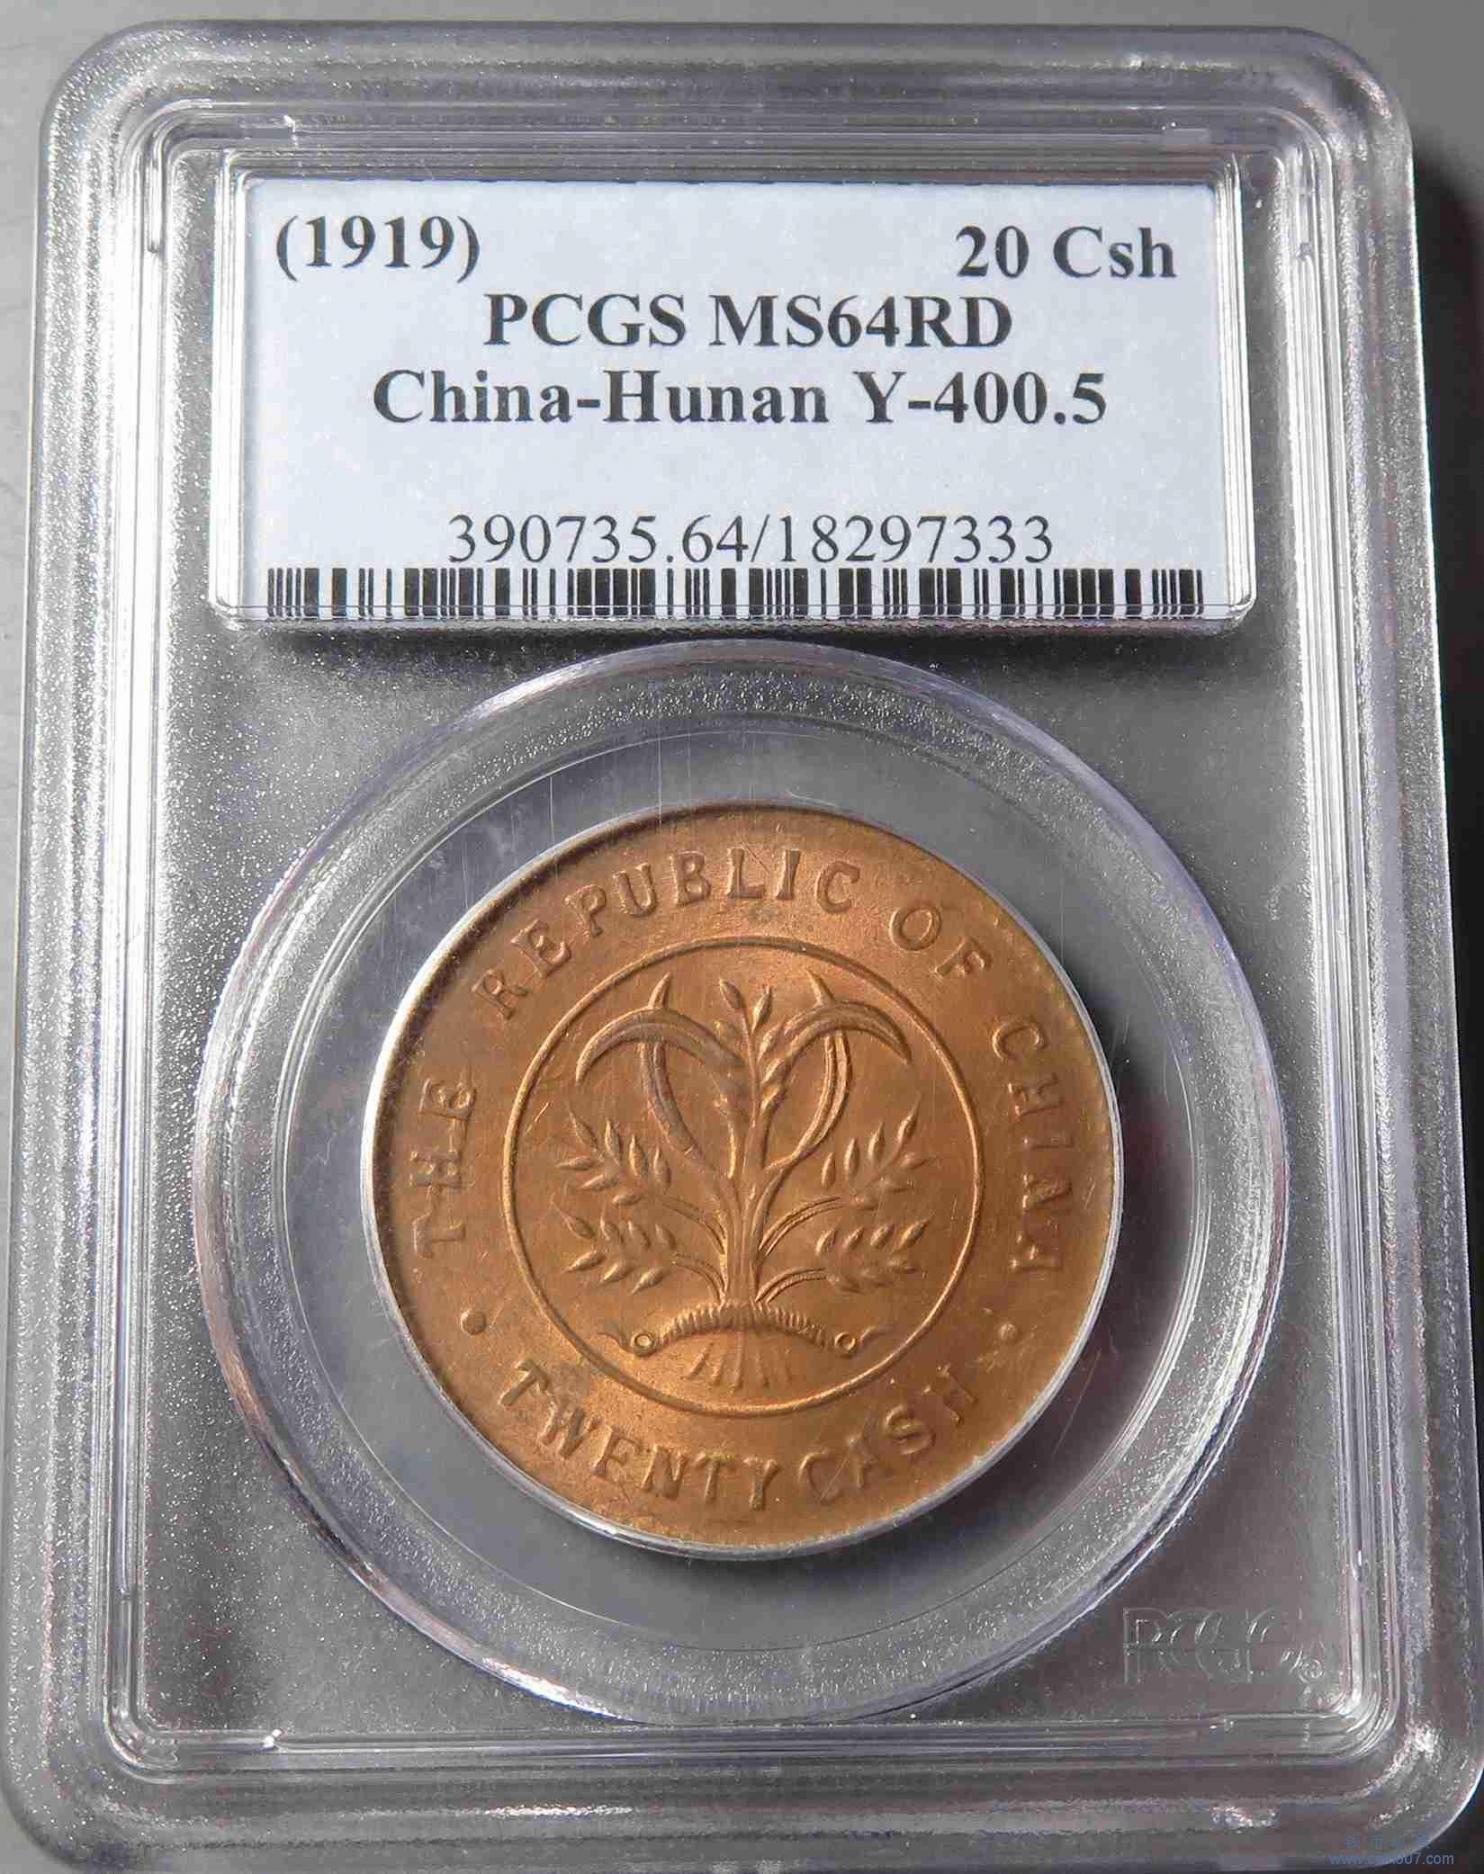 (1919) 20 Csh
PCGS MS64RD
China-Hunan Y-400.5
390735.64/18297333
THE REPUBLIC OF CHINA
• TWENTY CASH •
PCGS